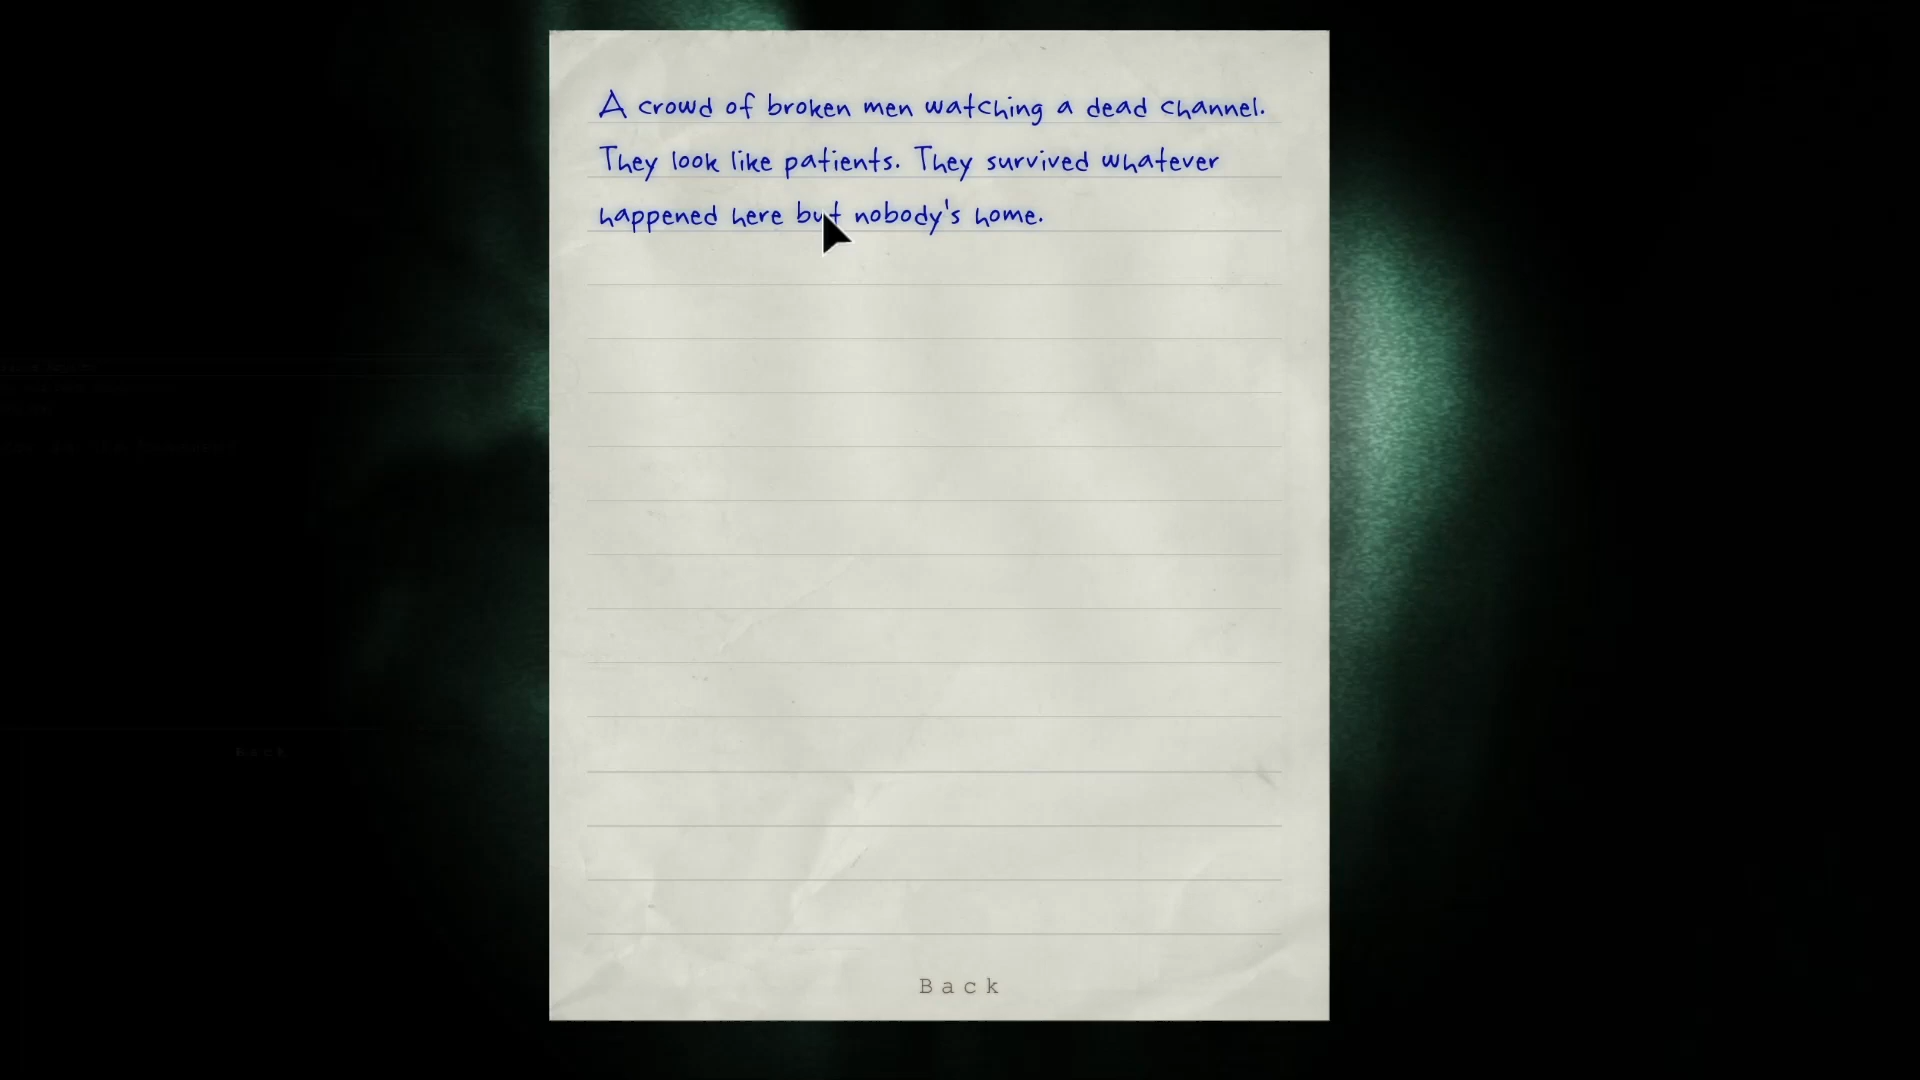 A crowd of broken men watching a dead channel.
They look like patients. They survived whatever
happened here but nobody's home.
Back
Back